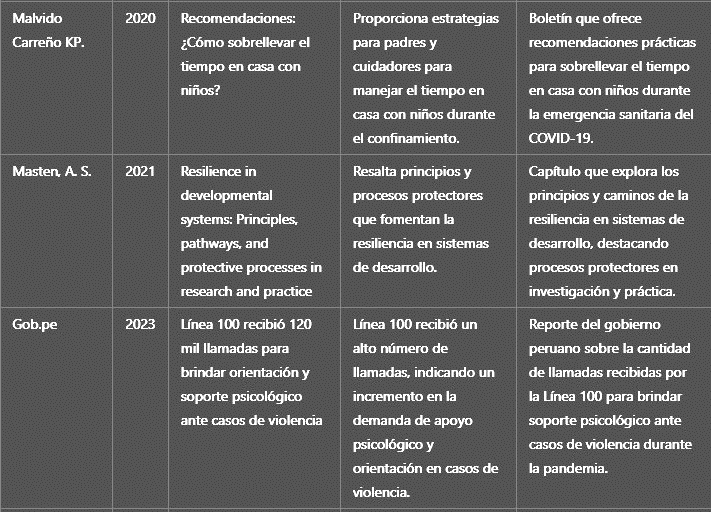 Malvido
Carreño KP.
2020
Recomendaciones:
¿Cómo sobrellevar el
tiempo en casa con
niños?
Proporciona estrategias
para padres y
cuidadores para
manejar el tiempo en
casa con niños durante
el confinamiento.
Boletín que ofrece
recomendaciones prácticas
para sobrellevar el tiempo
en casa con niños durante
la emergencia sanitaria del
COVID-19.
Masten, A. S.
2021
Resilience in
developmental
systems: Principles,
pathways, and
protective processes in
research and practice
Resalta principios y
procesos protectores
que fomentan la
resiliencia en sistemas
de desarrollo.
Capítulo que explora los
principios y caminos de la
resiliencia en sistemas de
desarrollo, destacando
procesos protectores en
investigación y práctica.
Gob.pe
2023
Línea 100 recibió 120
mil llamadas para
brindar orientación y
soporte psicológico
ante casos de violencia
Línea 100 recibió un
alto número de
llamadas, indicando un
incremento en la
demanda de apoyo
psicológico y
orientación en casos de
violencia.
Reporte del gobierno
peruano sobre la cantidad
de llamadas recibidas por
la Línea 100 para brindar
soporte psicológico ante
casos de violencia durante
la pandemia.